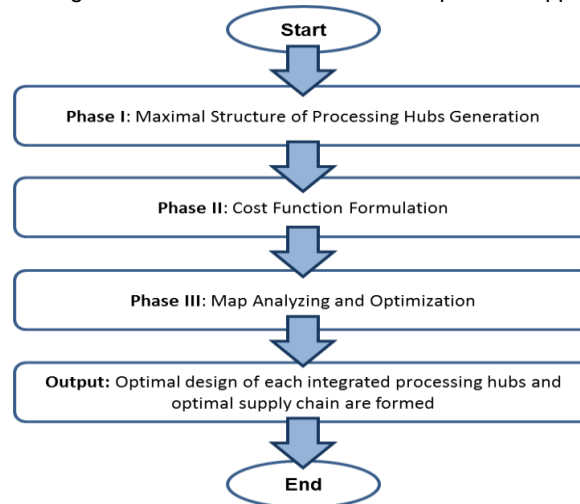 Start
Phase I: Maximal Structure of Processing Hubs Generation
Phase II: Cost Function Formulation
Phase III: Map Analyzing and Optimization
Output: Optimal design of each integrated processing hubs and
optimal supply chain are formed
End